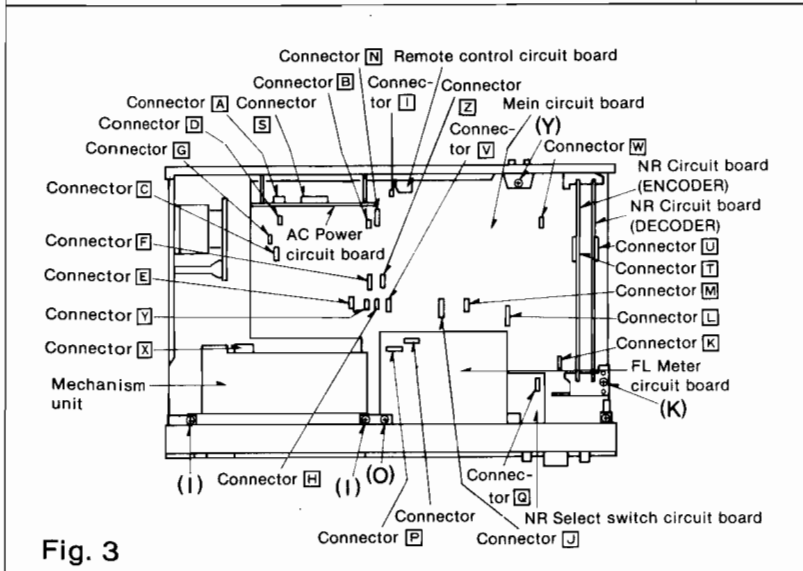 Connector N Remote control circuit board
Connector B
Connec-
tor I
Connector
Z
Mein circuit board
Connector A
Connector
S
Connec-
tor V
(Y)
Connector D
Connector W
Connector G
NR Circuit board
(ENCODER)
Connector C
NR Circuit board
(DECODER)
AC Power
circuit board
Connector F
Connector U
Connector T
Connector E
Connector M
Connector Y
Connector L
Connector X
Connector K
Mechanism
unit
FL Meter
circuit board
(K)
(I)
(I)
(O)
Connector H
Connec-
tor Q
Connector
NR Select switch circuit board
Connector P
Connector J
Fig. 3